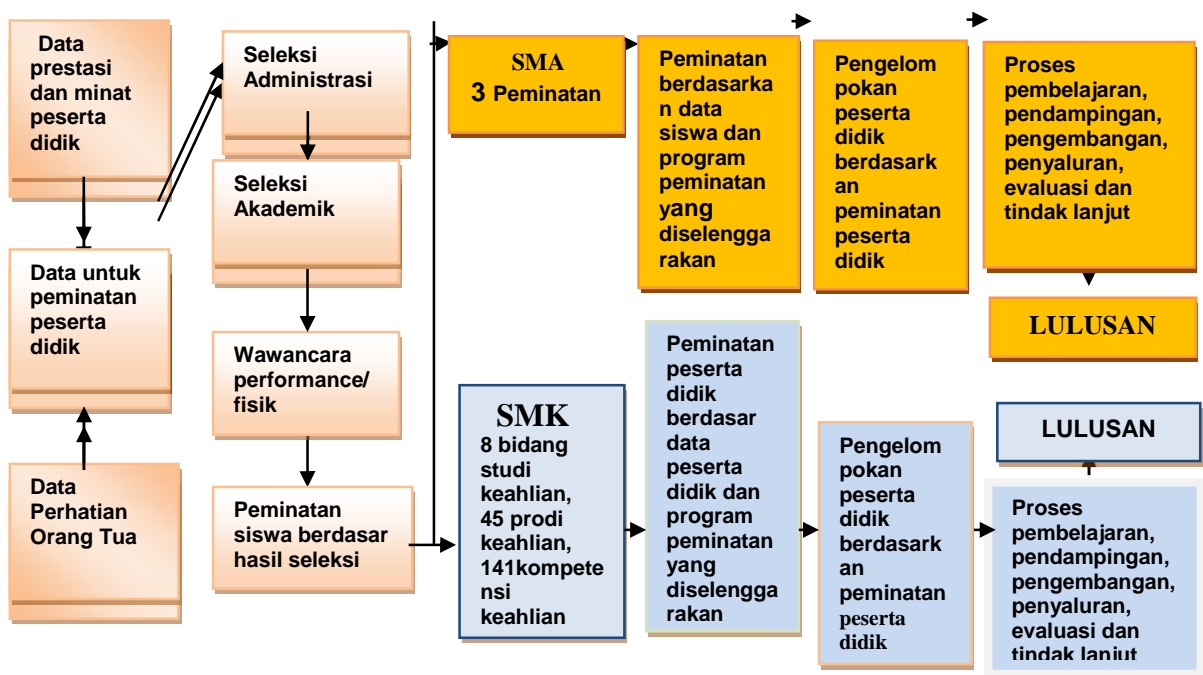 Data
prestasi
dan minat
peserta
didik
Data untuk
peminatan
peserta
didik
Data
Perhatian
Orang Tua
Seleksi
Administrasi
Seleksi
Akademik
Wawancara
performance/
fisik
Peminatan
siswa berdasar
hasil seleksi
SMA
3 Peminatan
Peminatan
berdasarka
n data
siswa dan
program
peminatan
yang
diselengga
rakan
Pengelom
pokan
peserta
didik
berdasark
an
peminatan
peserta
didik
Proses
pembelajaran,
pendampingan,
pengembangan,
penyaluran,
evaluasi dan
tindak lanjut
LULUSAN
SMK
8 bidang
studi
keahlian,
45 prodi
keahlian,
141kompete
nsi
keahlian
Peminatan
peserta
didik
berdasar
data
peserta
didik dan
program
peminatan
yang
diselengga
rakan
Pengelom
pokan
peserta
didik
berdasark
an
peminatan
peserta
didik
LULUSAN
Proses
pembelajaran,
pendampingan,
pengembangan,
penyaluran,
evaluasi dan
tindak lanjut